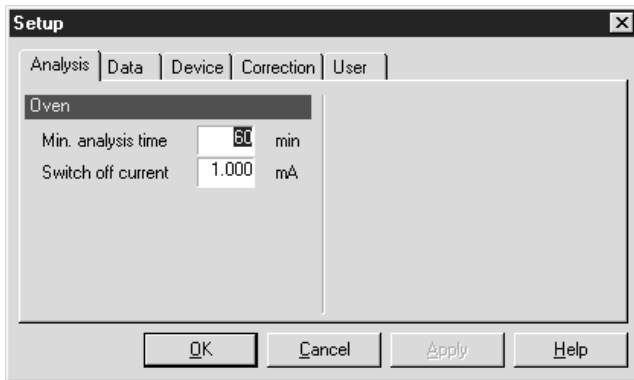 Setup
Analysis Data Device Correction User
Oven
Min. analysis time 60 min
Switch off current 1.000 mA
OK Cancel Apply Help